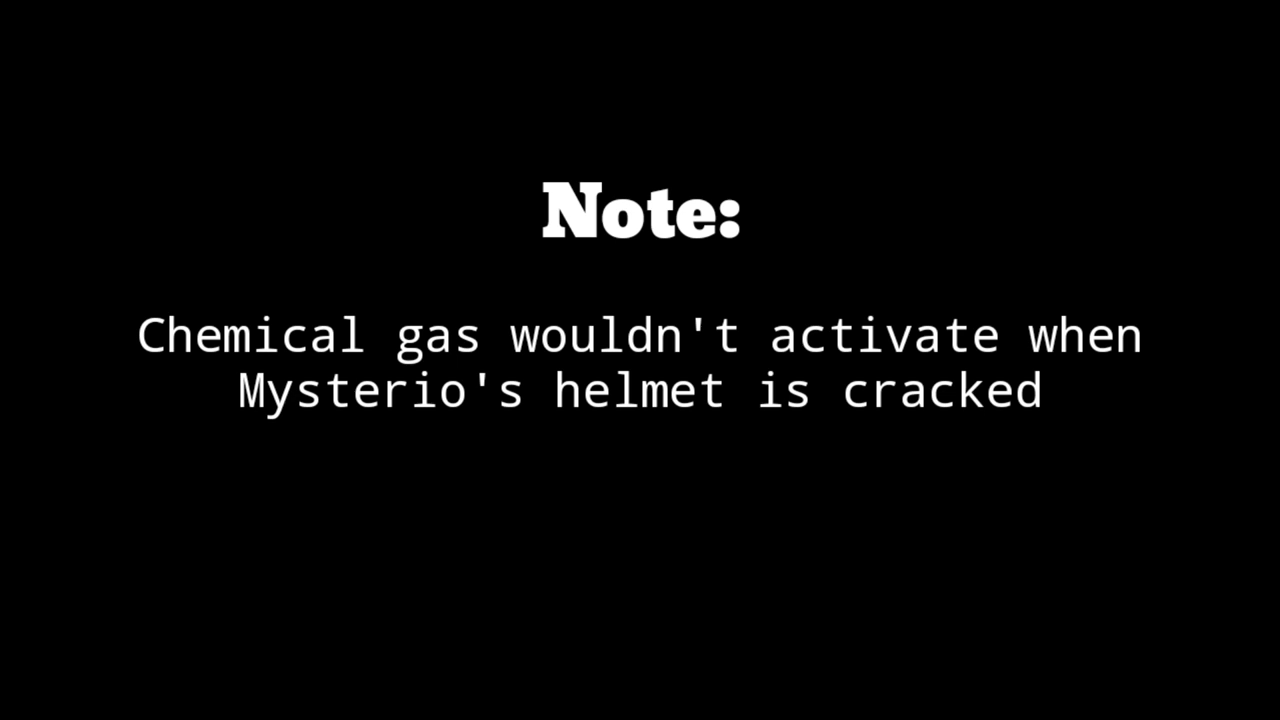 Note:
Chemical gas wouldn't activate when
Mysterio's helmet is cracked